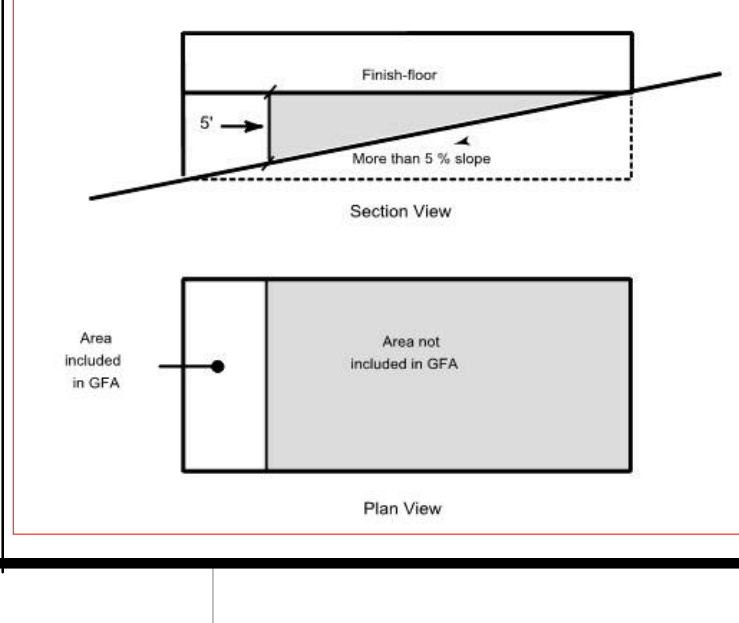 Finish-floor
5'
More than 5 % slope
Section View
Area
included
in GFA
Area not
included in GFA
Plan View